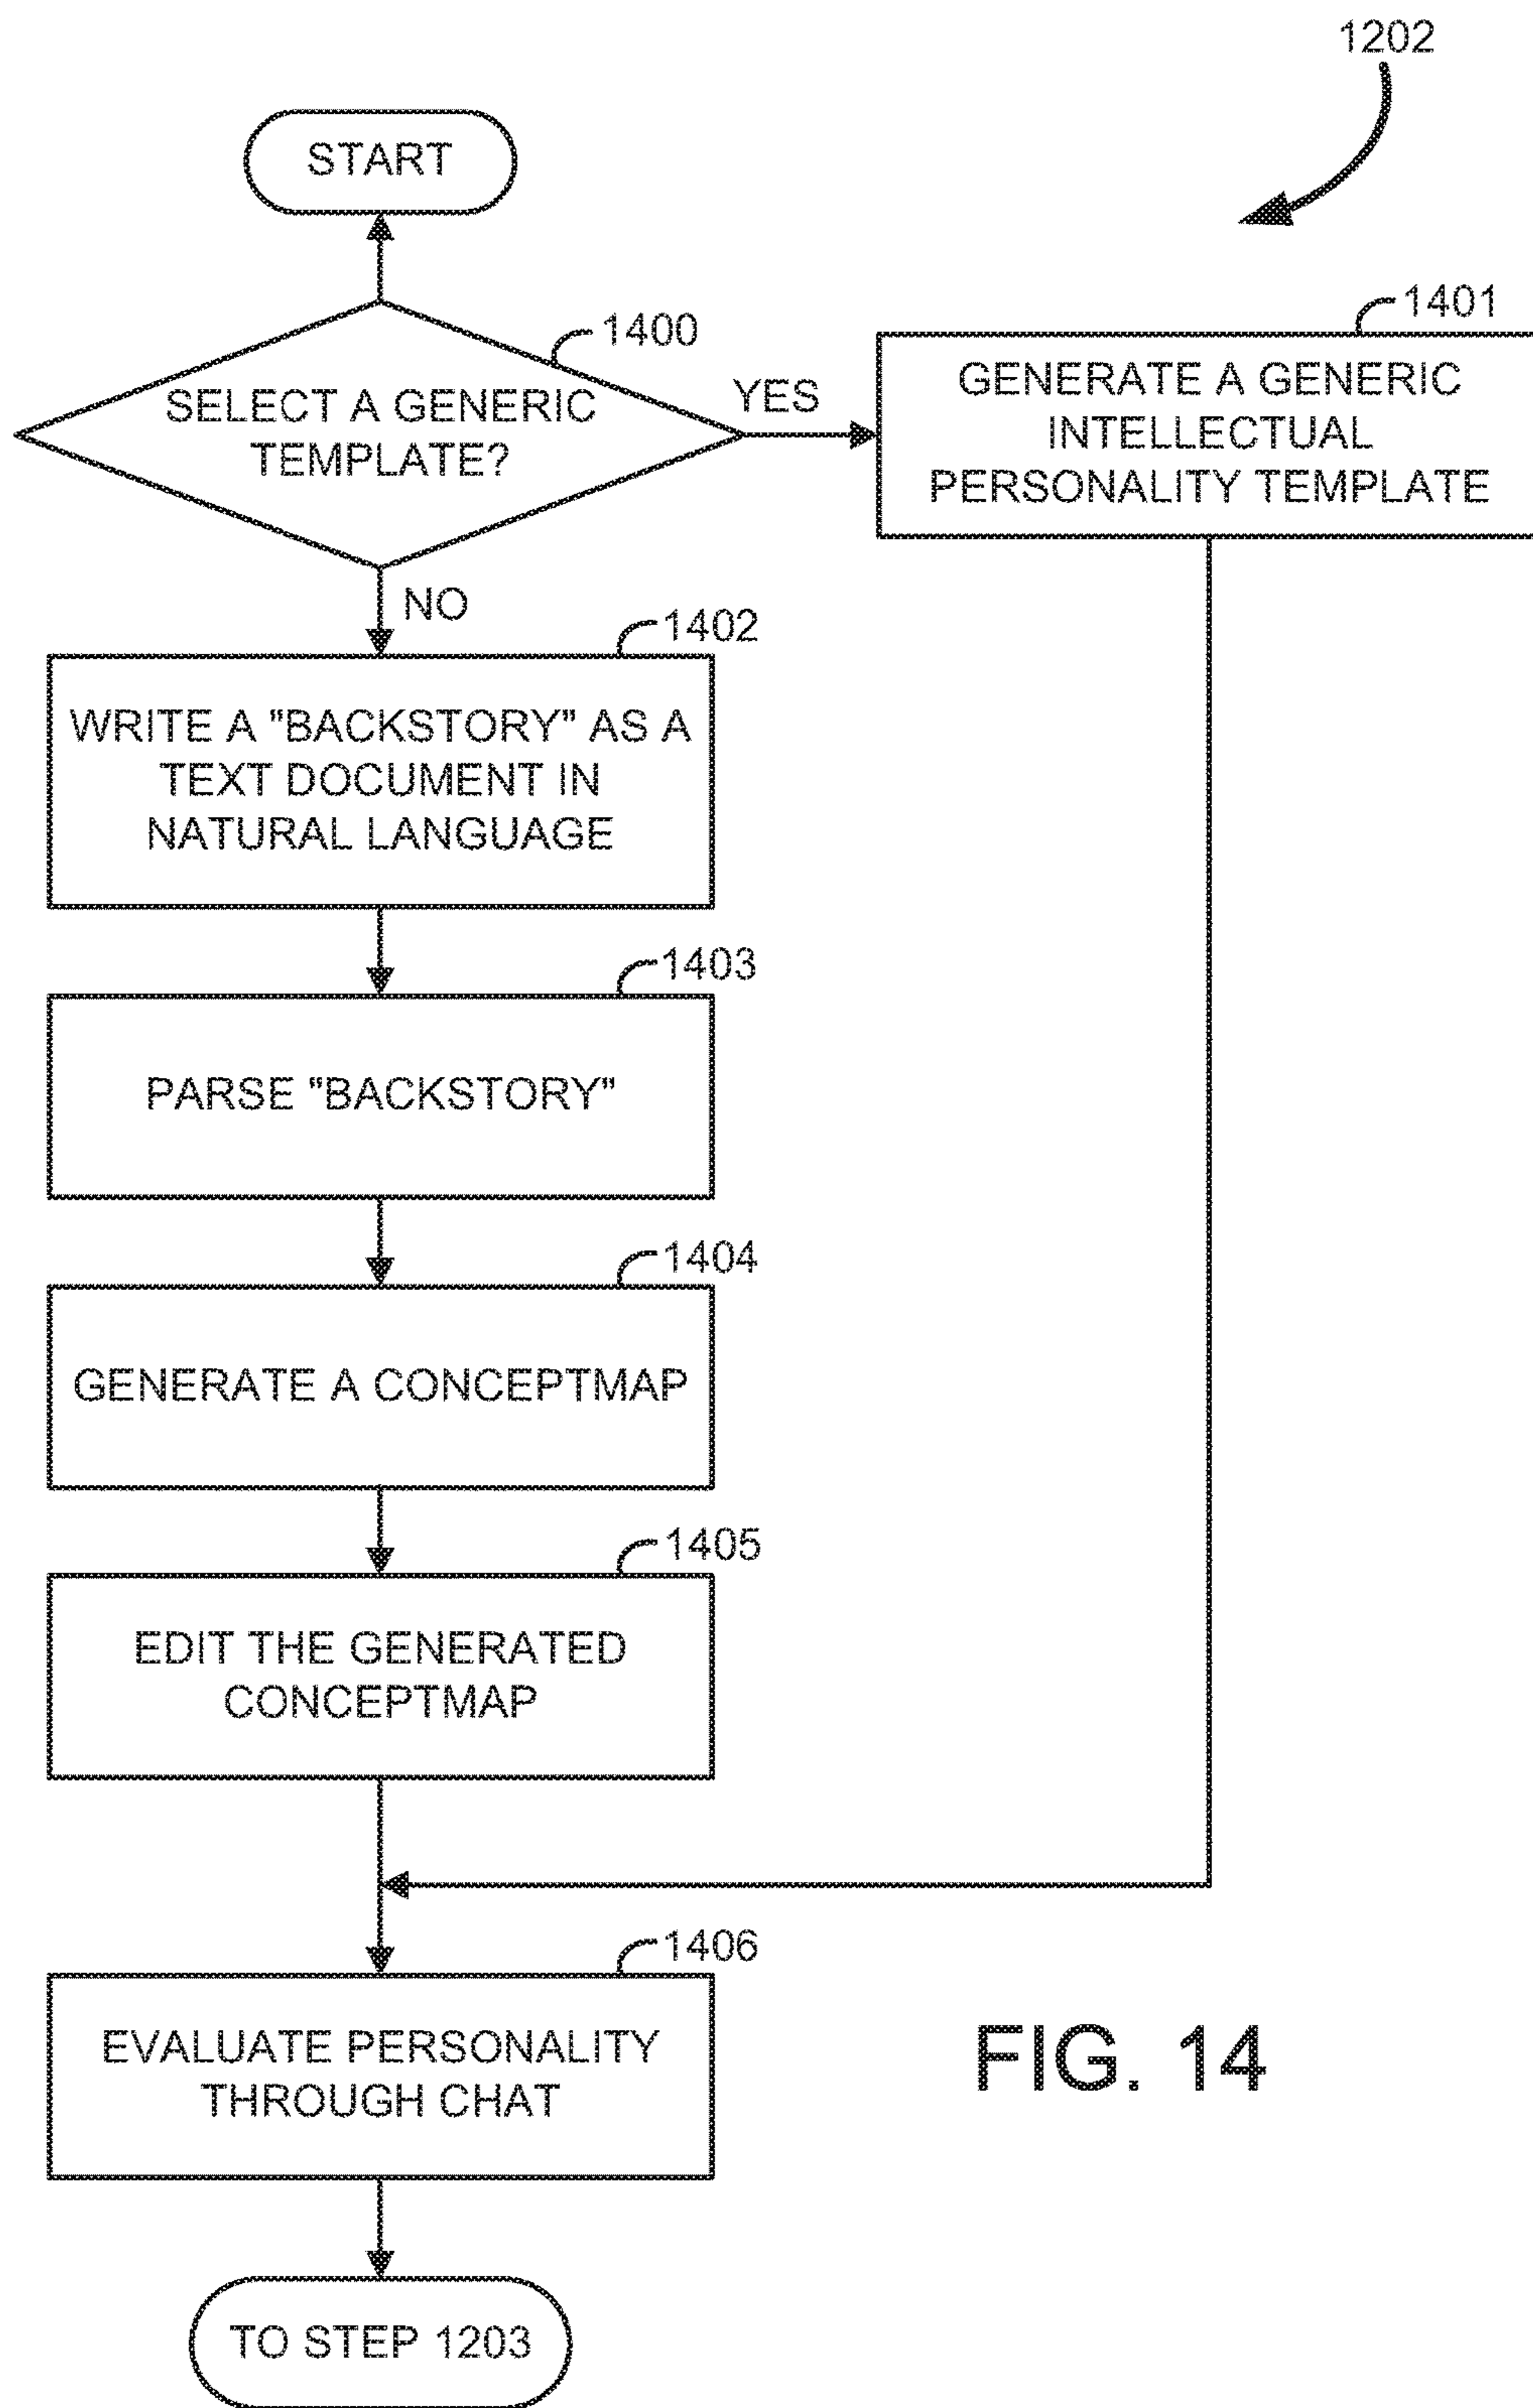 1202
START
1400
SELECT A GENERIC
TEMPLATE?
YES
1401
GENERATE A GENERIC
INTELLECTUAL
PERSONALITY TEMPLATE
NO
1402
WRITE A "BACKSTORY" AS A
TEXT DOCUMENT IN
NATURAL LANGUAGE
1403
PARSE "BACKSTORY"
1404
GENERATE A CONCEPTMAP
1405
EDIT THE GENERATED
CONCEPTMAP
1406
EVALUATE PERSONALITY
THROUGH CHAT
FIG. 14
TO STEP 1203